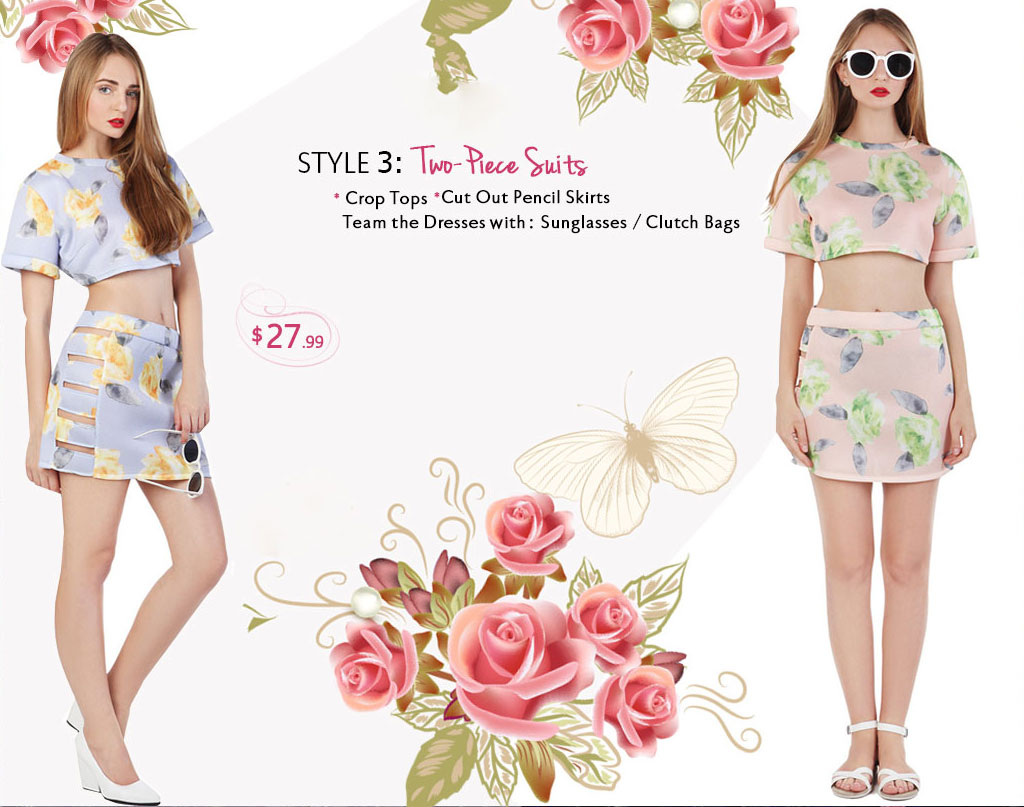 STYLE 3: Two-Piece Suits
* Crop Tops *Cut Out Pencil Skirts
Team the Dresses with: Sunglasses / Clutch Bags
$27.99